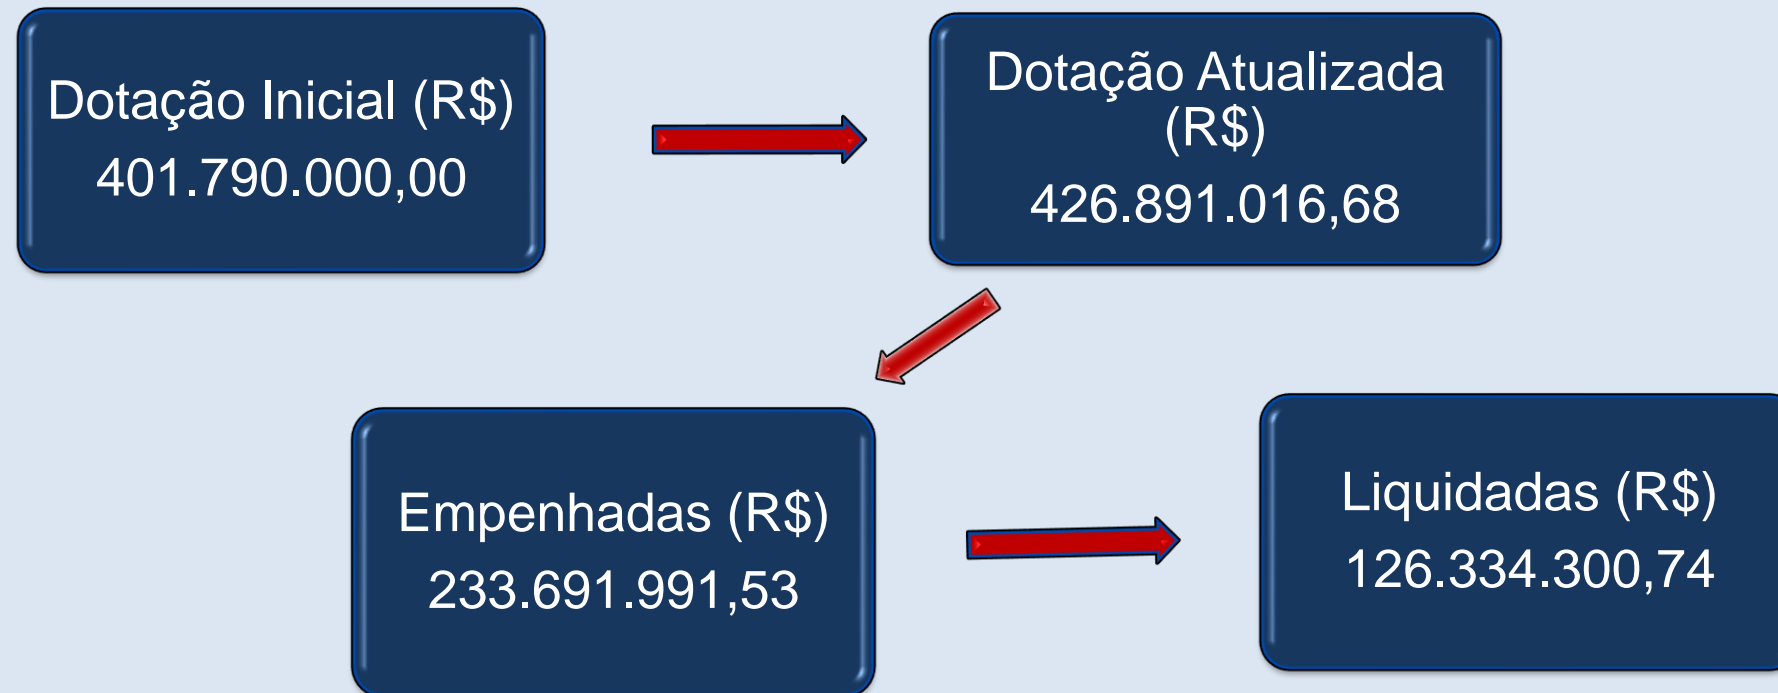 Dotação Inicial (R$)
401.790.000,00
Dotação Atualizada
(R$)
426.891.016,68
Empenhadas (R$)
233.691.991,53
Liquidadas (R$)
126.334.300,74